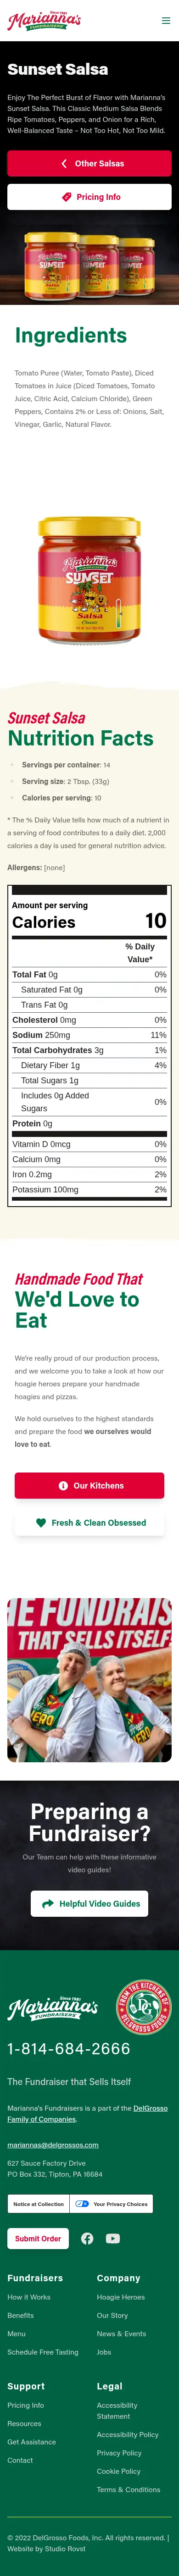 SINCE 1981
Marianna's
FUNDRAISERS
Sunset Salsa
Enjoy The Perfect Burst of Flavor with Marianna's
Sunset Salsa. This Classic Medium Salsa Blends
Ripe Tomatoes, Peppers, and Onion for a Rich,
Well-Balanced Taste – Not Too Hot, Not Too Mild.
Other Salsas
Pricing Info
Ingredients
Tomato Puree (Water, Tomato Paste), Diced
Tomatoes in Juice (Diced Tomatoes, Tomato
Juice, Citric Acid, Calcium Chloride), Green
Peppers, Contains 2% or Less of: Onions, Salt,
Vinegar, Garlic, Natural Flavor.
Marianna's
SUNSET
Salsa
Sunset Salsa
Nutrition Facts
Servings per container: 14
Serving size: 2 Tbsp. (33g)
Calories per serving: 10
* The % Daily Value tells how much of a nutrient in
a serving of food contributes to a daily diet. 2,000
calories a day is used for general nutrition advice.
Allergens: [none]
Amount per serving
Calories 10
% Daily
Value*
Total Fat 0g 0%
Saturated Fat 0g 0%
Trans Fat 0g
Cholesterol 0mg 0%
Sodium 250mg 11%
Total Carbohydrates 3g 1%
Dietary Fiber 1g 4%
Total Sugars 1g
Includes 0g Added
Sugars 0%
Protein 0g
Vitamin D 0mcg 0%
Calcium 0mg 0%
Iron 0.2mg 2%
Potassium 100mg 2%
Handmade Food That
We'd Love to
Eat
We're really proud of our production process,
and we welcome you to take a look at how our
hoagie heroes prepare your handmade
hoagies and pizzas.
We hold ourselves to the highest standards
and prepare the food we ourselves would
love to eat.
Our Kitchens
Fresh & Clean Obsessed
THE FUNDRAISER
THAT SELLS ITSELF
Preparing a
Fundraiser?
Our Team can help with these informative
video guides!
Helpful Video Guides
SINCE 1981
Marianna's
FUNDRAISERS
FROM THE KITCHENS OF
DELGROSSO FOODS
1-814-684-2666
The Fundraiser that Sells Itself
Marianna's Fundraisers is a part of the DelGrosso
Family of Companies.
mariannas@delgrossos.com
627 Sauce Factory Drive
PO Box 332, Tipton, PA 16684
Notice at Collection
Your Privacy Choices
Submit Order
Fundraisers
How it Works
Benefits
Menu
Schedule Free Tasting
Company
Hoagie Heroes
Our Story
News & Events
Jobs
Support
Pricing Info
Resources
Get Assistance
Contact
Legal
Accessibility
Statement
Accessibility Policy
Privacy Policy
Cookie Policy
Terms & Conditions
© 2022 DelGrosso Foods, Inc. All rights reserved. |
Website by Studio Rovst